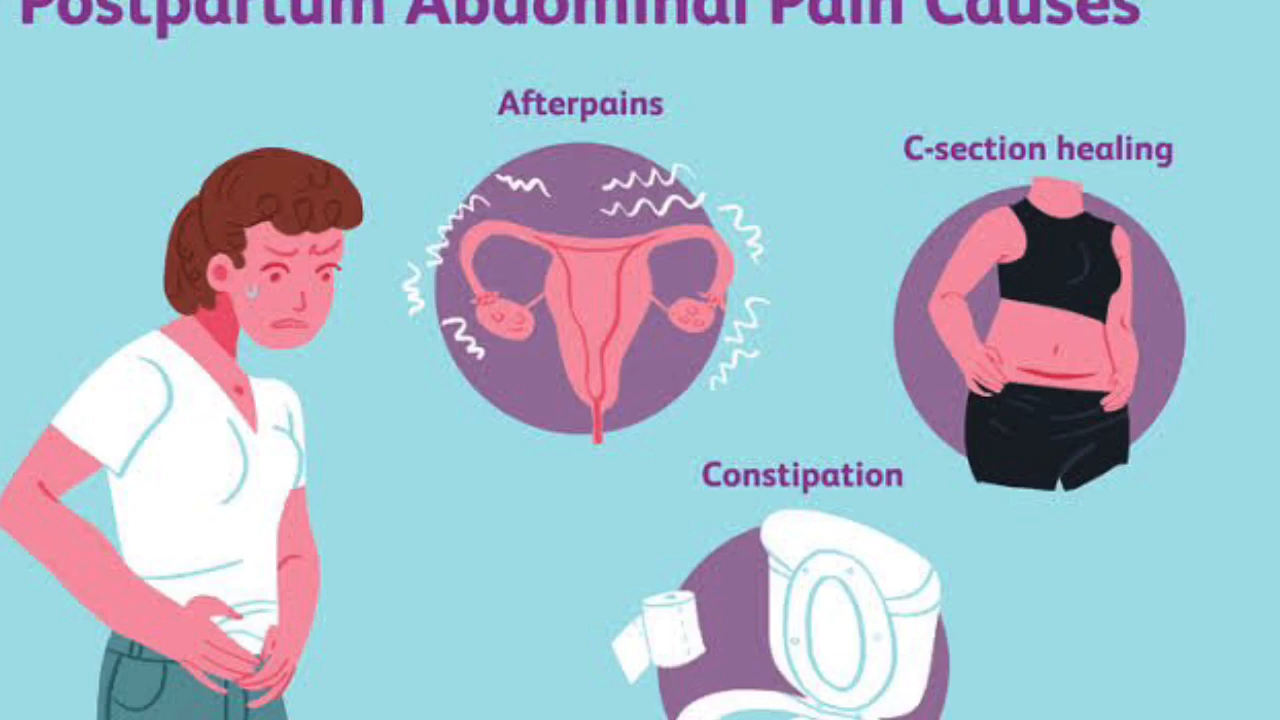 Postpartum Abdominal Pain Causes
Afterpains
C-section healing
Constipation